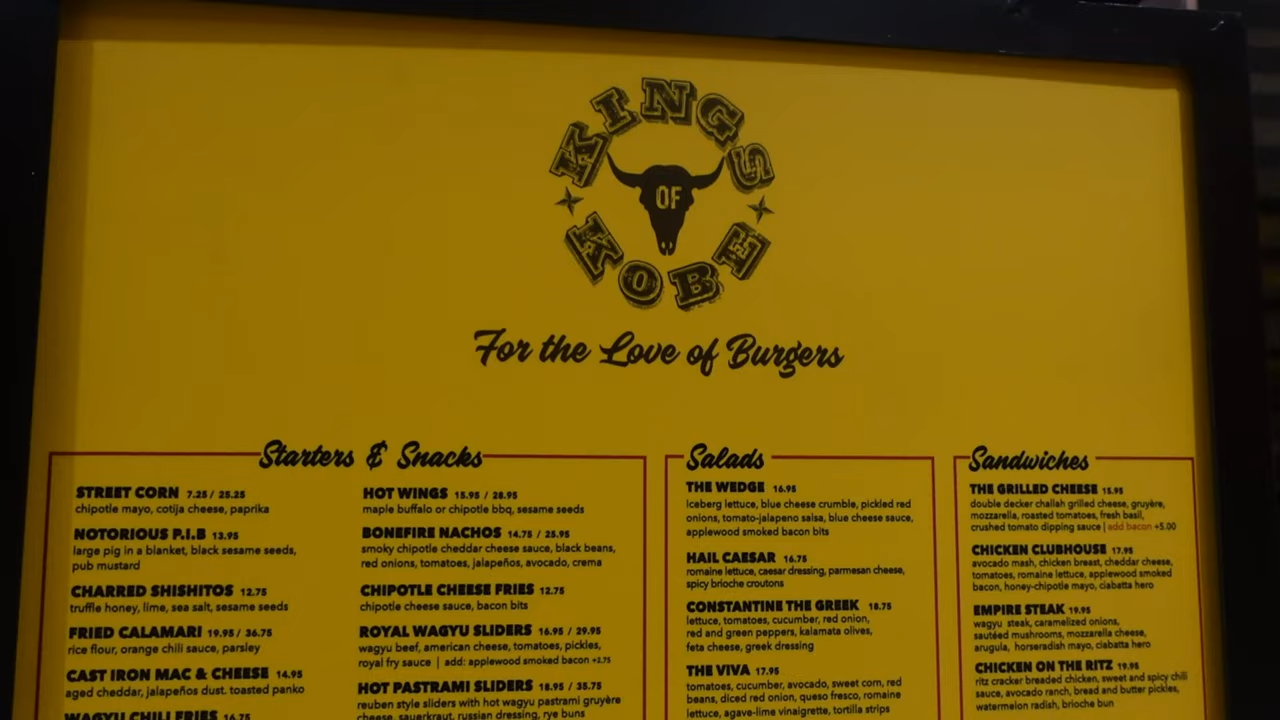 KINGS
OF
KOBE
For the Love of Burgers
Starters & Snacks
STREET CORN 7.25 / 25.25
chipotle mayo, cotija cheese, paprika
NOTORIOUS P.I.B 13.95
large pig in a blanket, black sesame seeds,
pub mustard
CHARRED SHISHITOS 12.75
truffle honey, lime, sea salt, sesame seeds
FRIED CALAMARI 19.95 / 36.75
rice flour, orange chili sauce, parsley
CAST IRON MAC & CHEESE 14.95
aged cheddar, jalapeños dust. toasted panko
WAGYU CHILI FRIES 16.75
HOT WINGS 15.95 / 28.95
maple buffalo or chipotle bbq, sesame seeds
BONEFIRE NACHOS 14.75 / 25.95
smoky chipotle cheddar cheese sauce, black beans,
red onions, tomatoes, jalapeños, avocado, crema
CHIPOTLE CHEESE FRIES 12.75
chipotle cheese sauce, bacon bits
ROYAL WAGYU SLIDERS 16.95 / 29.95
wagyu beef, american cheese, tomatoes, pickles,
royal fry sauce | add: applewood smoked bacon +2.75
HOT PASTRAMI SLIDERS 18.95 / 35.75
reuben style sliders with hot wagyu pastrami gruyère
cheese, sauerkraut, russian dressing, rye buns
Salads
THE WEDGE 16.95
iceberg lettuce, blue cheese crumble, pickled red
onions, tomato-jalapeno salsa, blue cheese sauce,
applewood smoked bacon bits
HAIL CAESAR 16.75
romaine lettuce, caesar dressing, parmesan cheese,
spicy brioche croutons
CONSTANTINE THE GREEK 18.75
lettuce, tomatoes, cucumber, red onion,
red and green peppers, kalamata olives,
feta cheese, greek dressing
THE VIVA 17.95
tomatoes, cucumber, avocado, sweet corn, red
beans, diced red onion, queso fresco, romaine
lettuce, agave-lime vinaigrette, tortilla strips
Sandwiches
THE GRILLED CHEESE 15.95
double decker challah grilled cheese, gruyère,
mozzarella, roasted tomatoes, fresh basil,
crushed tomato dipping sauce | add bacon +5.00
CHICKEN CLUBHOUSE 17.95
avocado mash, chicken breast, cheddar cheese,
tomatoes, romaine lettuce, applewood smoked
bacon, honey-chipotle mayo, ciabatta hero
EMPIRE STEAK 19.95
wagyu steak, caramelized onions,
sautéed mushrooms, mozzarella cheese,
arugula, horseradish mayo, ciabatta hero
CHICKEN ON THE RITZ 19.95
ritz cracker breaded chicken, sweet and spicy chili
sauce, avocado ranch, bread and butter pickles,
watermelon radish, brioche bun